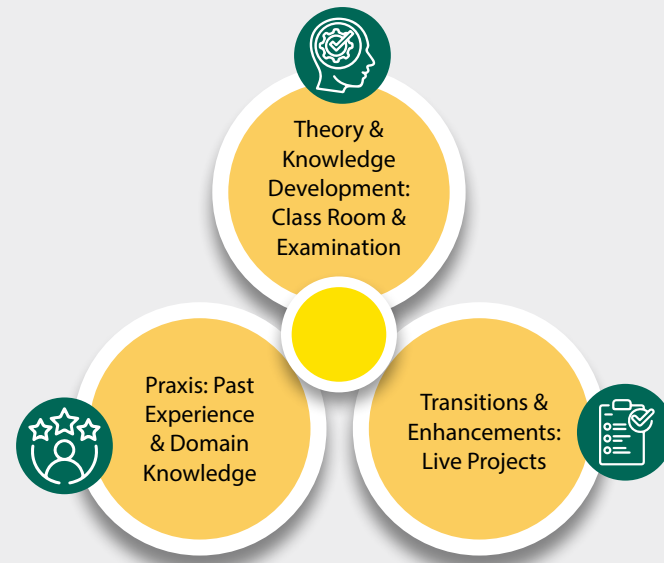 Theory &
Knowledge
Development:
Class Room &
Examination
Praxis: Past
Experience
& Domain
Knowledge
Transitions &
Enhancements:
Live Projects